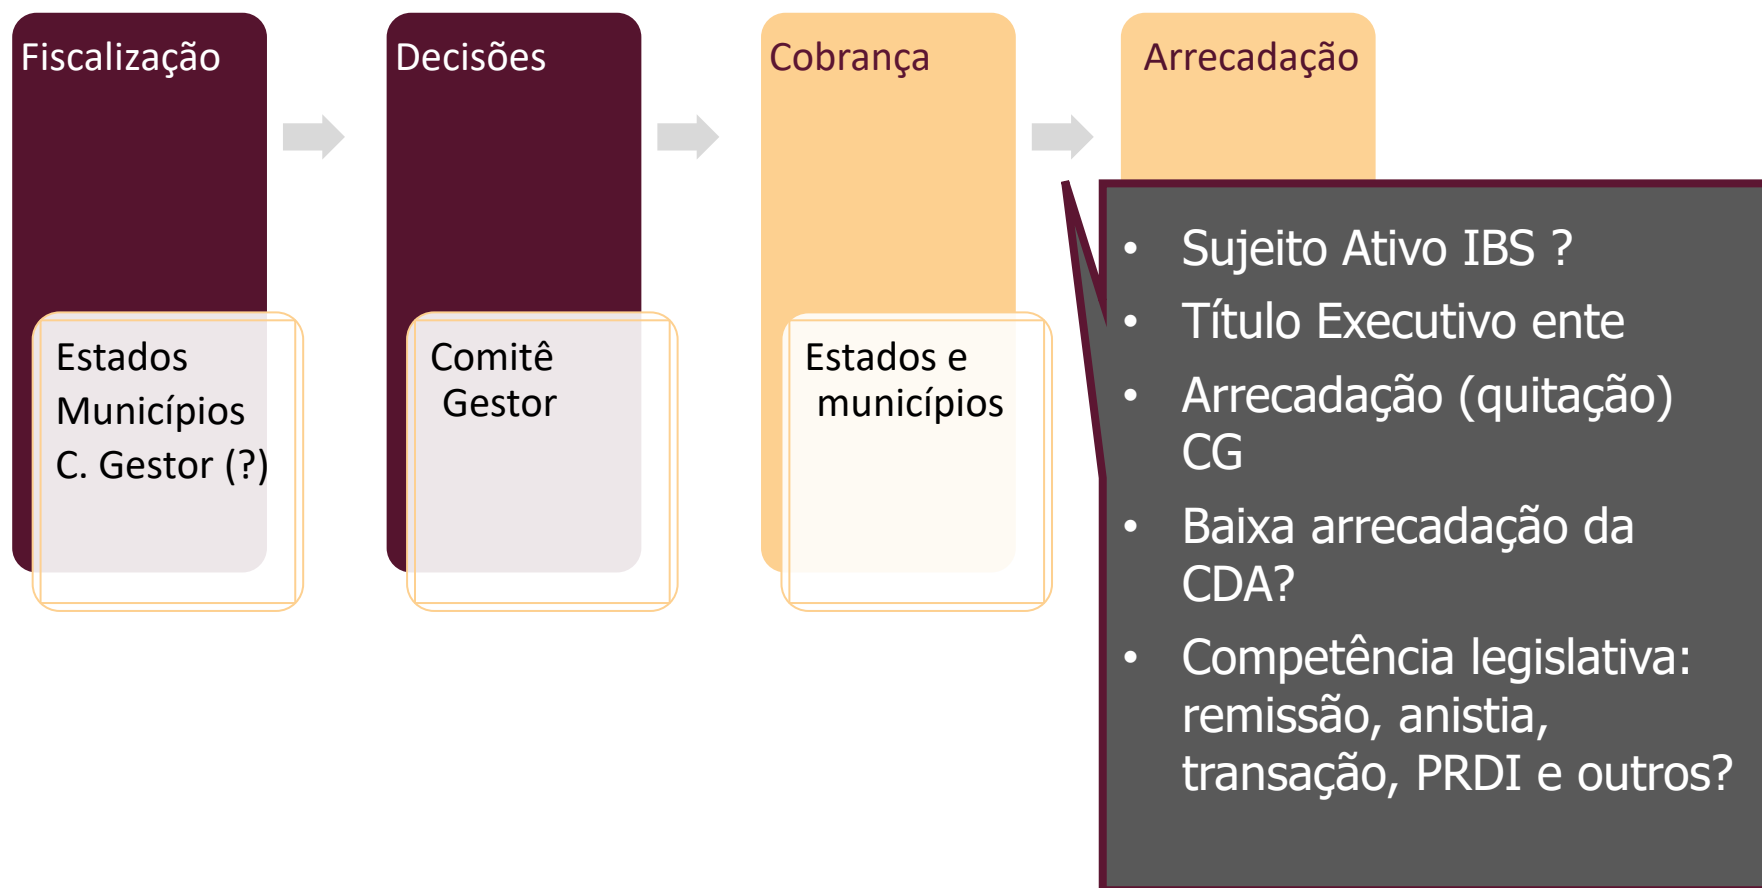 Fiscalização
Estados
Municípios
C. Gestor (?)
Decisões
Comitê
Gestor
Cobrança
Estados e
municípios
Arrecadação
• Sujeito Ativo IBS ?
• Título Executivo ente
• Arrecadação (quitação)
CG
• Baixa arrecadação da
CDA?
• Competência legislativa:
remissão, anistia,
transação, PRDI e outros?